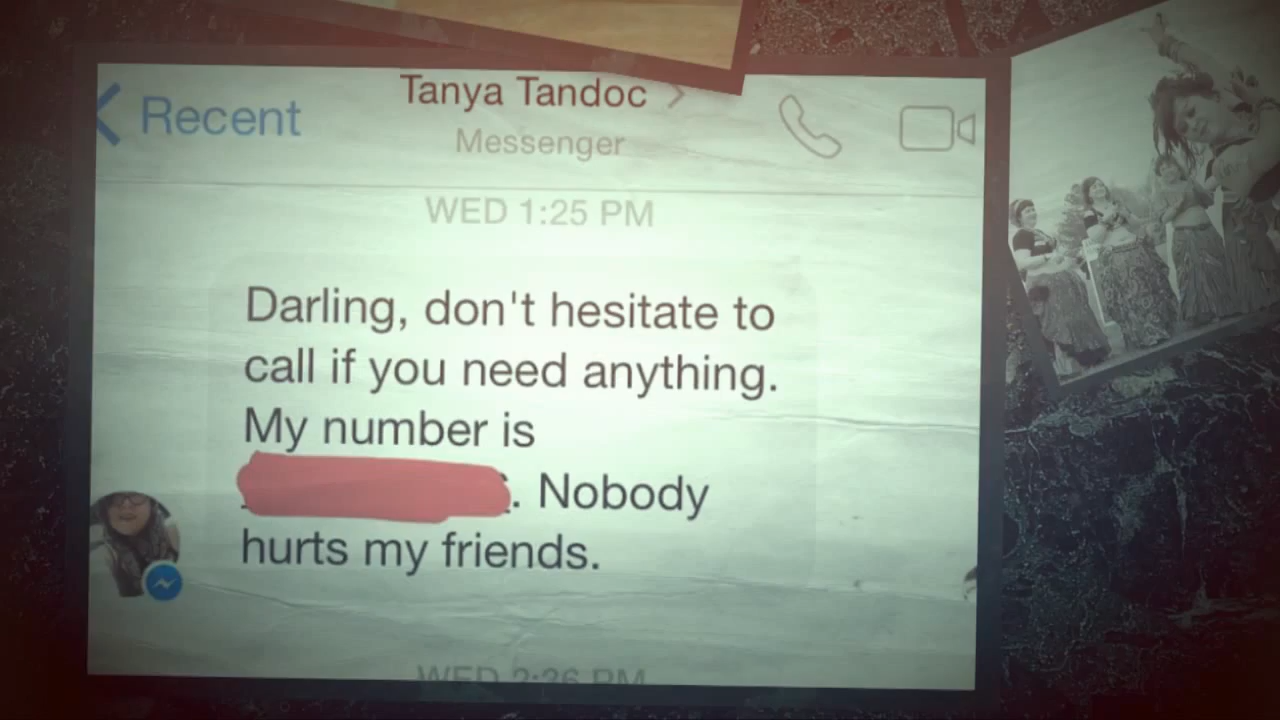 Recent
Tanya Tandoc
Messenger
WED 1:25 PM
Darling, don't hesitate to
call if you need anything.
My number is
. Nobody
hurts my friends.
WED 2:26 PM